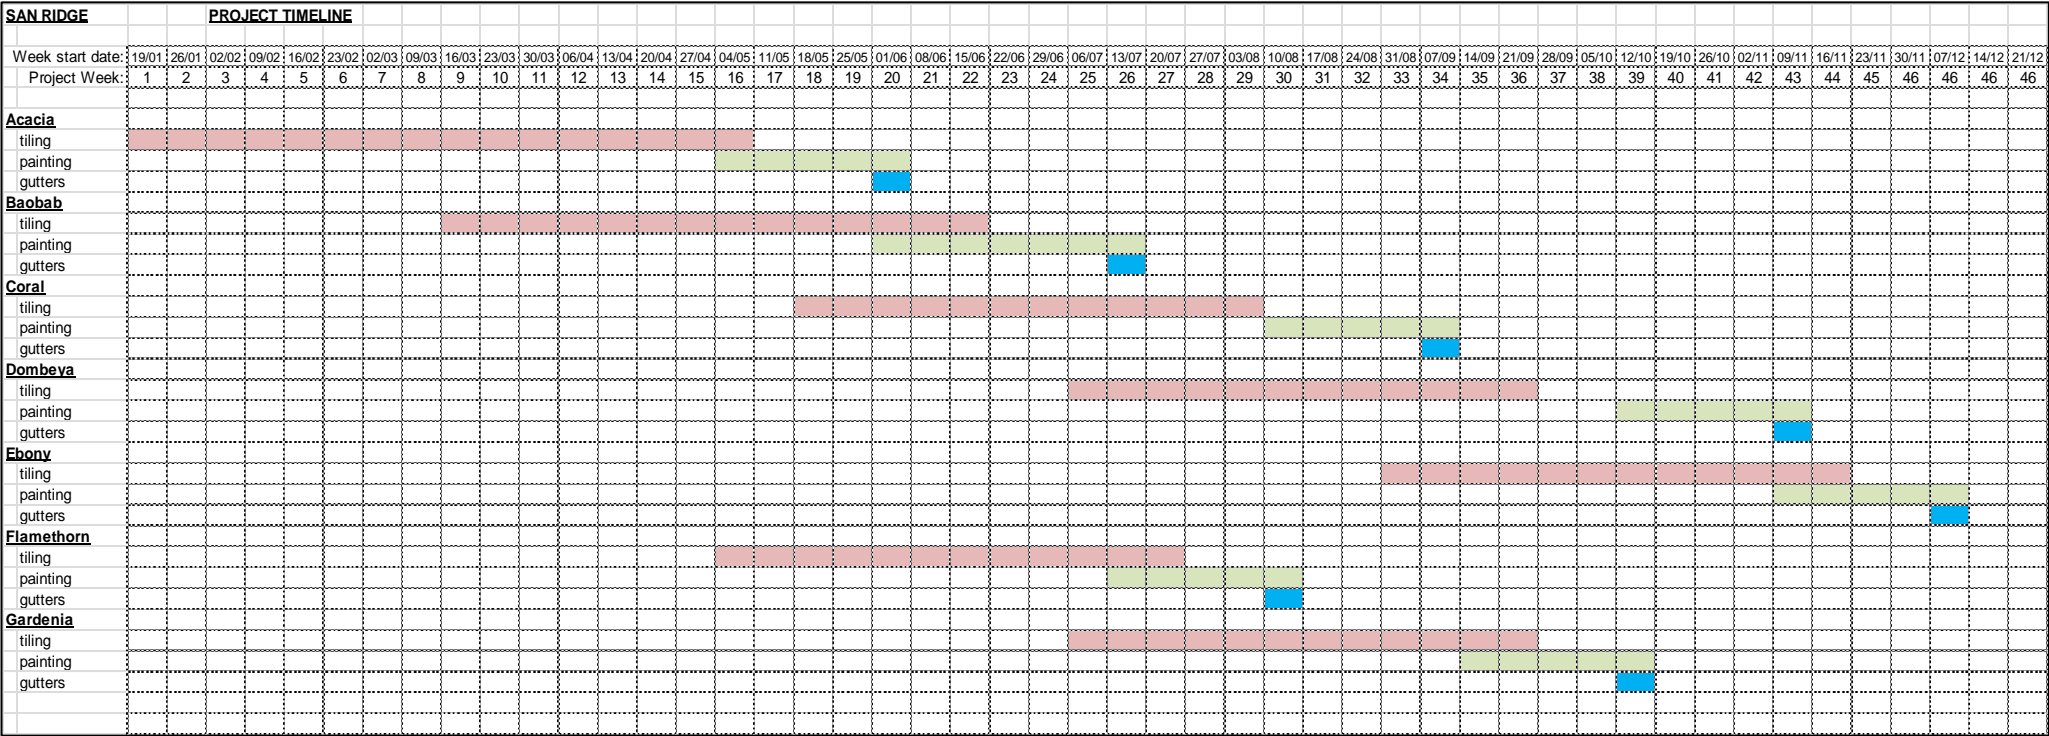 SAN RIDGE PROJECT TIMELINE
Week start date: 19/01 26/01 02/02 09/02 16/02 23/02 02/03 09/03 16/03 23/03 30/03 06/04 13/04 20/04 27/04 04/05 11/05 18/05 25/05 01/06 08/06 15/06 22/06 29/06 06/07 13/07 20/07 27/07 03/08 10/08 17/08 24/08 31/08 07/09 14/09 21/09 28/09 05/10 12/10 19/10 26/10 02/11 09/11 16/11 23/11 30/11 07/12 14/12 21/12
Project Week: 1 2 3 4 5 6 7 8 9 10 11 12 13 14 15 16 17 18 19 20 21 22 23 24 25 26 27 28 29 30 31 32 33 34 35 36 37 38 39 40 41 42 43 44 45 46 46 46 46
Acacia
tiling
painting
gutters
Baobab
tiling
painting
gutters
Coral
tiling
painting
gutters
Dombeya
tiling
painting
gutters
Ebony
tiling
painting
gutters
Flamethorn
tiling
painting
gutters
Gardenia
tiling
painting
gutters